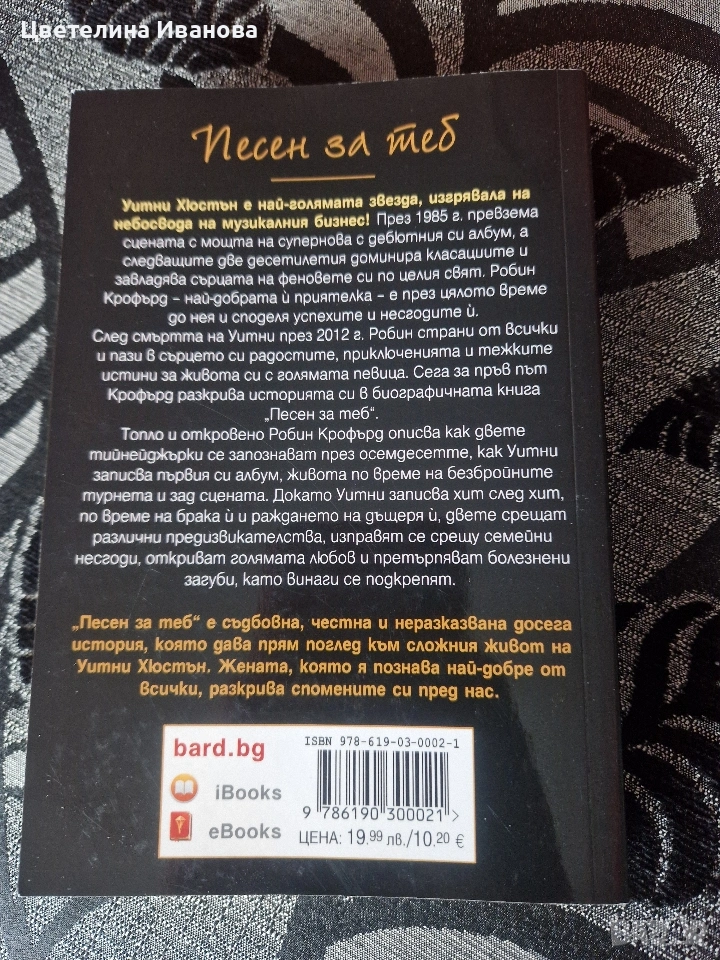 Цветелина Иванова
Песен за теб
Уитни Хюстън е най-голямата звезда, изгрявала на
небосвода на музикалния бизнес! През 1985 г. превзема
сцената с мощта на супернова с дебютния си албум, а
следващите две десетилетия доминира класациите и
завладява сърцата на феновете си по целия свят. Робин
Крофърд – най-добрата ѝ приятелка – е през цялото време
до нея и споделя успехите и несгодите ѝ.
След смъртта на Уитни през 2012 г. Робин страни от всички
и пази в сърцето си радостите, приключенията и тежките
истини за живота си с голямата певица. Сега за пръв път
Крофърд разкрива историята си в биографичната книга
„Песен за теб“.
Топло и откровено Робин Крофърд описва как двете
тийнейджърки се запознават през осемдесетте, как Уитни
записва първия си албум, живота по време на безбройните
турнета и зад сцената. Докато Уитни записва хит след хит,
по време на брака ѝ и раждането на дъщеря ѝ, двете срещат
различни предизвикателства, изправят се срещу семейни
несгоди, откриват голямата любов и претърпяват болезнени
загуби, като винаги се подкрепят.
„Песен за теб“ е съдбовна, честна и неразказвана досега
история, която дава прям поглед към сложния живот на
Уитни Хюстън. Жената, която я познава най-добре от
всички, разкрива спомените си пред нас.
bard.bg
iBooks
eBooks
ISBN 978-619-03-0002-1
9 786190 300021 >
ЦЕНА: 19.99 лв./10.20 €